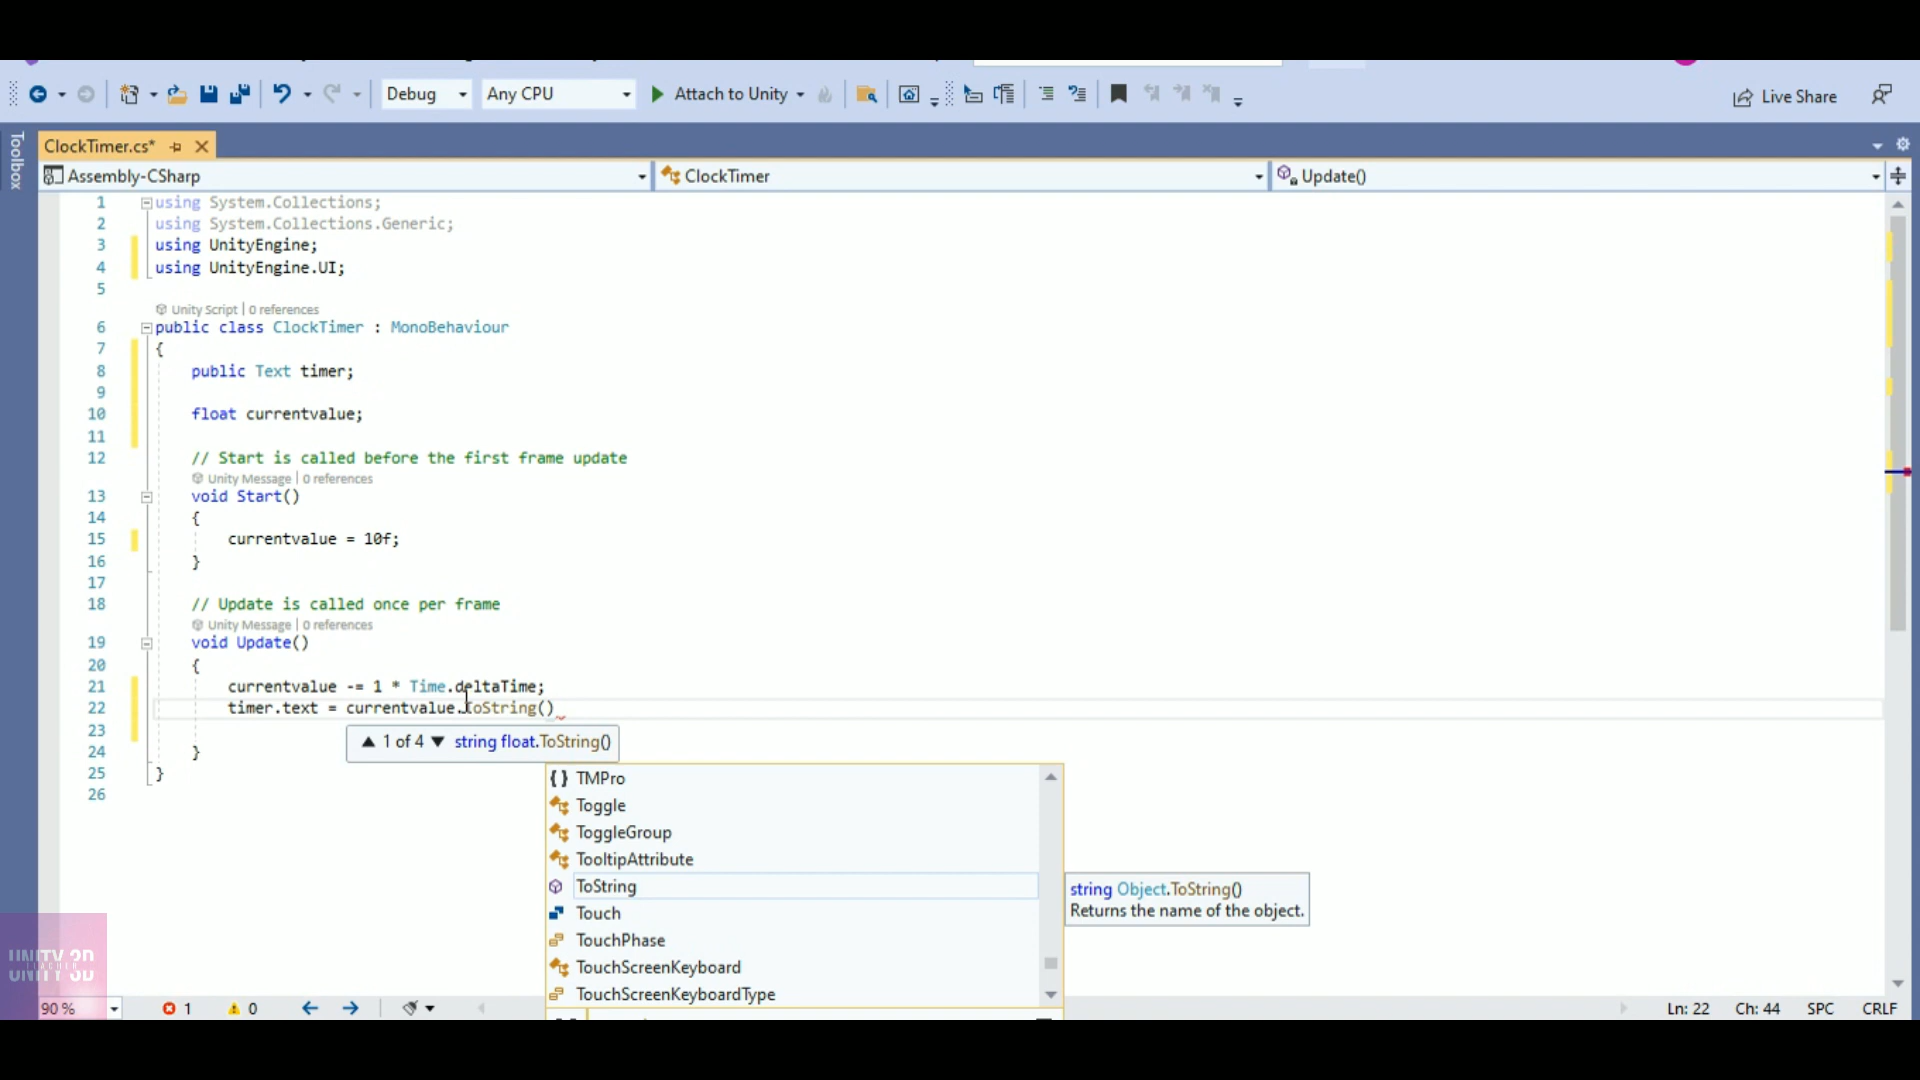 Debug Any CPU Attach to Unity Live Share
Toolbox
ClockTimer.cs*
Assembly-CSharp ClockTimer Update()
1 using System.Collections;
2 using System.Collections.Generic;
3 using UnityEngine;
4 using UnityEngine.UI;
5
Unity Script | 0 references
6 public class ClockTimer : MonoBehaviour
7 {
8 public Text timer;
9
10 float currentvalue;
11
12 // Start is called before the first frame update
Unity Message | 0 references
13 void Start()
14 {
15 currentvalue = 10f;
16 }
17
18 // Update is called once per frame
Unity Message | 0 references
19 void Update()
20 {
21 currentvalue -= 1 * Time.deltaTime;
22 timer.text = currentvalue.ToString()
23
1 of 4 string float.ToString()
24 }
25 }
26
{ } TMPro
Toggle
ToggleGroup
TooltipAttribute
ToString
string Object.ToString()
Returns the name of the object.
Touch
TouchPhase
TouchScreenKeyboard
TouchScreenKeyboardType
UNITY 3D
UNITY 3D
90 % 1 0 Ln: 22 Ch: 44 SPC CRLF